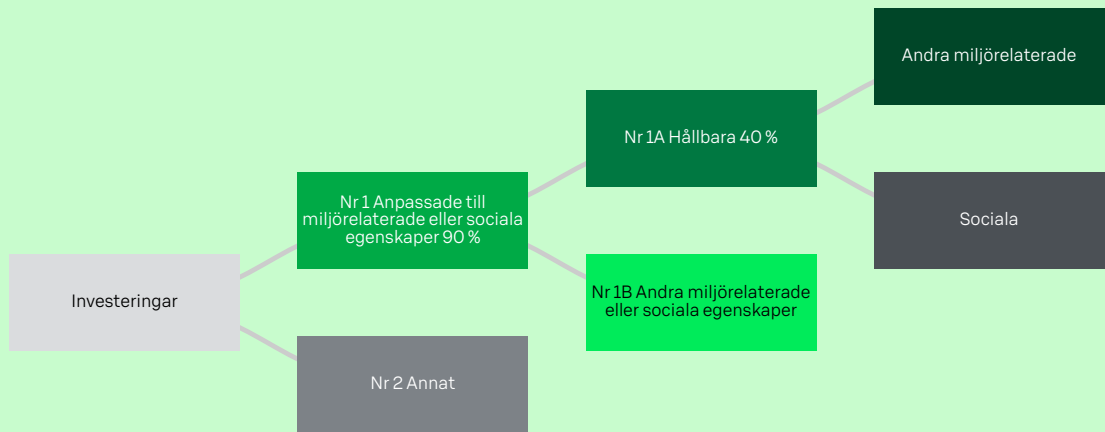 Investeringar
Nr 1 Anpassade till
miljörelaterade eller sociala
egenskaper 90 %
Nr 2 Annat
Nr 1A Hållbara 40 %
Nr 1B Andra miljörelaterade
eller sociala egenskaper
Andra miljörelaterade
Sociala